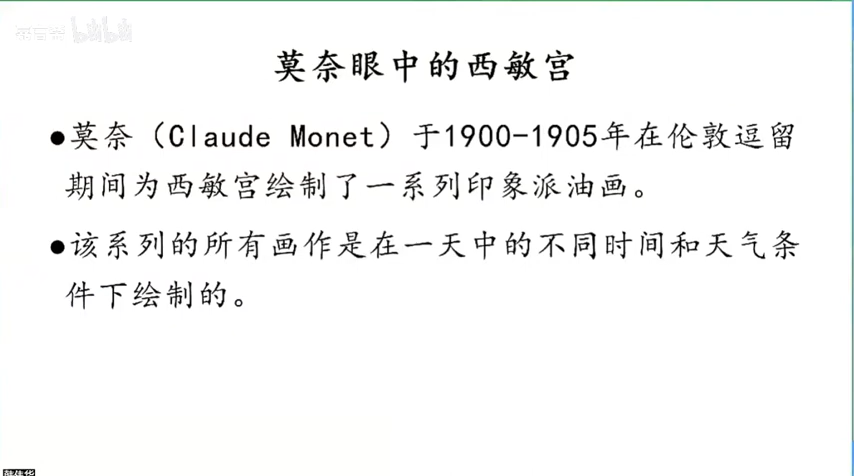 bilibili
莫奈眼中的西敏宫
●莫奈（Claude Monet）于1900-1905年在伦敦逗留
期间为西敏宫绘制了一系列印象派油画。
●该系列的所有画作是在一天中的不同时间和天气条
件下绘制的。